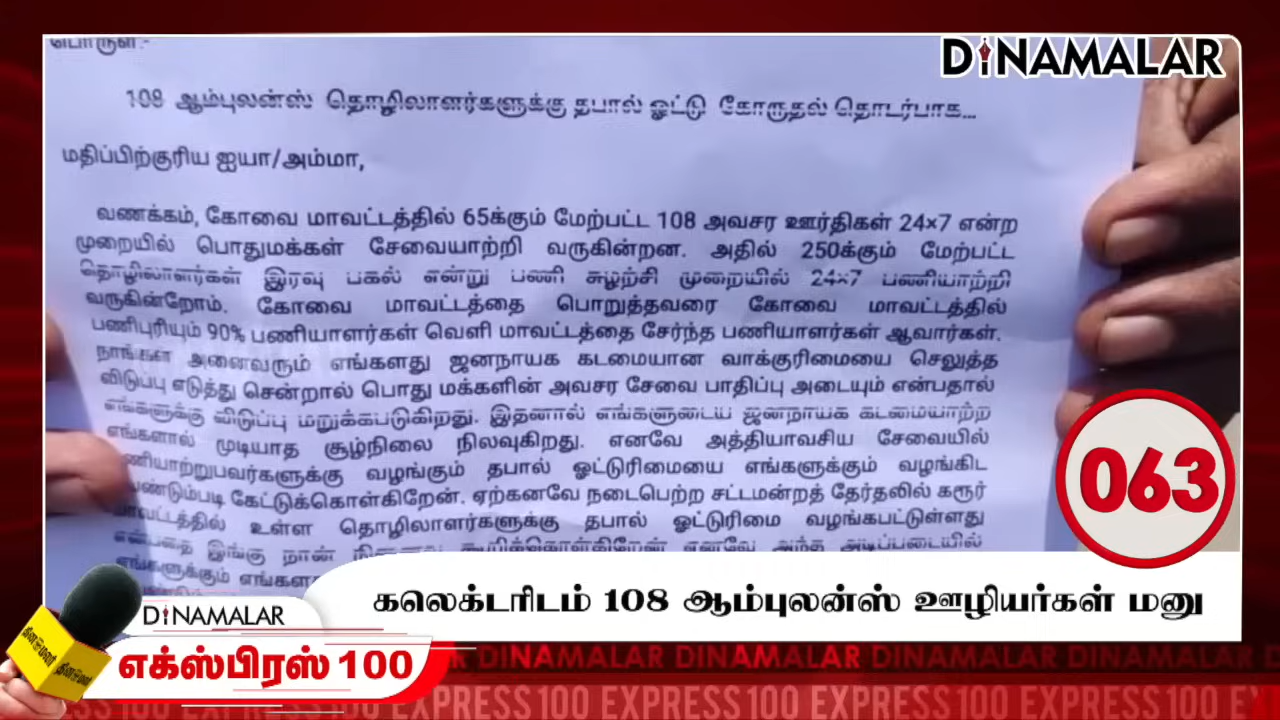 பொருள்:-
DINAMALAR
108 ஆம்புலன்ஸ் தொழிலாளர்களுக்கு தபால் ஓட்டு கோருதல் தொடர்பாக...
மதிப்பிற்குரிய ஐயா/அம்மா,
வணக்கம், கோவை மாவட்டத்தில் 65க்கும் மேற்பட்ட 108 அவசர ஊர்திகள் 24×7 என்ற
முறையில் பொதுமக்கள் சேவையாற்றி வருகின்றன. அதில் 250க்கும் மேற்பட்ட
தொழிலாளர்கள் இரவு பகல் என்று பணி சுழற்சி முறையில் 24×7 பணியாற்றி
வருகின்றோம். கோவை மாவட்டத்தை பொறுத்தவரை கோவை மாவட்டத்தில்
பணிபுரியும் 90% பணியாளர்கள் வெளி மாவட்டத்தை சேர்ந்த பணியாளர்கள் ஆவார்கள்.
நாங்கள் அனைவரும் எங்களது ஜனநாயக கடமையான வாக்குரிமையை செலுத்த
விடுப்பு எடுத்து சென்றால் பொது மக்களின் அவசர சேவை பாதிப்பு அடையும் என்பதால்
எங்களுக்கு விடுப்பு மறுக்கபடுகிறது. இதனால் எங்களுடைய ஜனநாயக கடமையாற்ற
எங்களால் முடியாத சூழ்நிலை நிலவுகிறது. எனவே அத்தியாவசிய சேவையில்
ணியாற்றுபவர்களுக்கு வழங்கும் தபால் ஓட்டுரிமையை எங்களுக்கும் வழங்கிட
ண்டும்படி கேட்டுக்கொள்கிறேன். ஏற்கனவே நடைபெற்ற சட்டமன்றத் தேர்தலில் கரூர்
மாவட்டத்தில் உள்ள தொழிலாளர்களுக்கு தபால் ஓட்டுரிமை வழங்கபட்டுள்ளது
என்பதை இங்கு நான் எனவே அந்த அடிப்படையில்
எங்களுக்கும்
063
DINAMALAR
கலெக்டரிடம் 108 ஆம்புலன்ஸ் ஊழியர்கள் மனு
எக்ஸ்பிரஸ் 100
DINAMALAR DINAMALAR DINAMALAR DINAMALAR
EXPRESS 100 EXPRESS 100 EXPRESS 100 EXPRESS 100